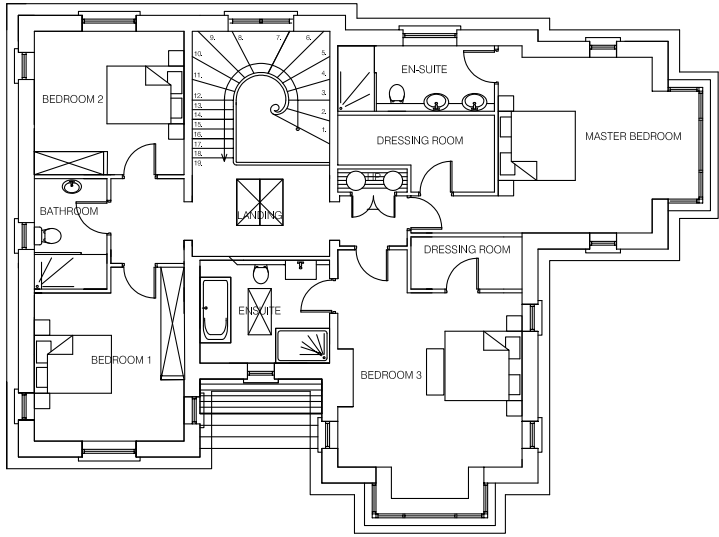 9.
8.
7.
6.
10.
5.
11.
4.
12.
3.
13.
14.
2.
15.
16.
1.
17.
18.
19.
BEDROOM 2
EN-SUITE
MASTER BEDROOM
DRESSING ROOM
BATHROOM
LANDING
DRESSING ROOM
ENSUITE
BEDROOM 1
BEDROOM 3